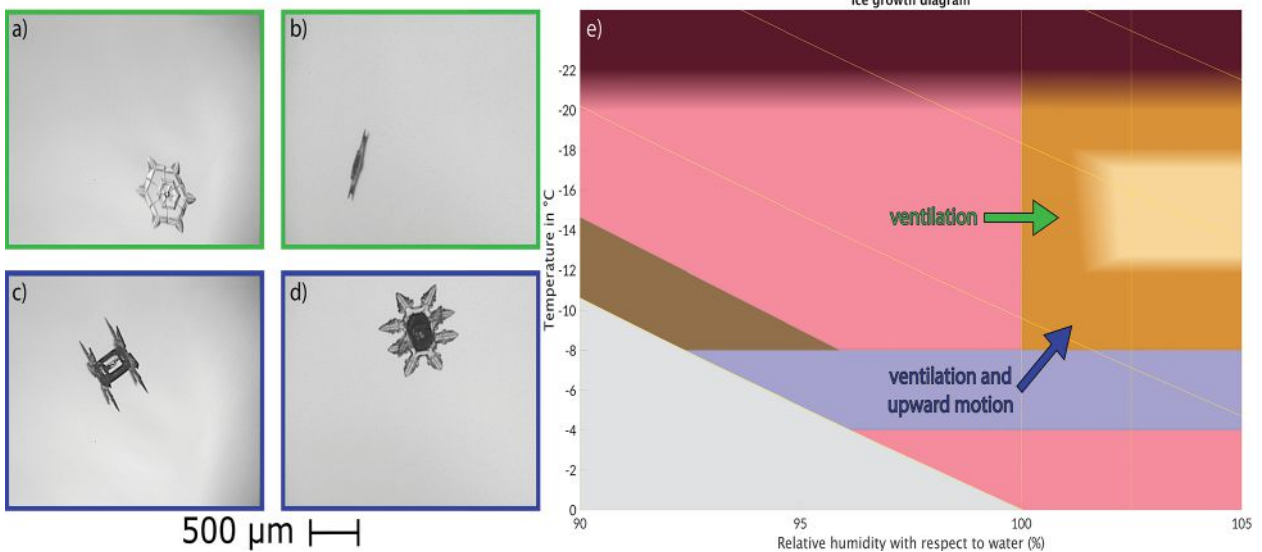 Ice growth diagram
a)
b)
c)
d)
500 μm
e)
Temperature in °C
-22
-20
-18
-16
-14
-12
-10
-8
-6
-4
-2
0
ventilation
ventilation and
upward motion
90
95
100
105
Relative humidity with respect to water (%)